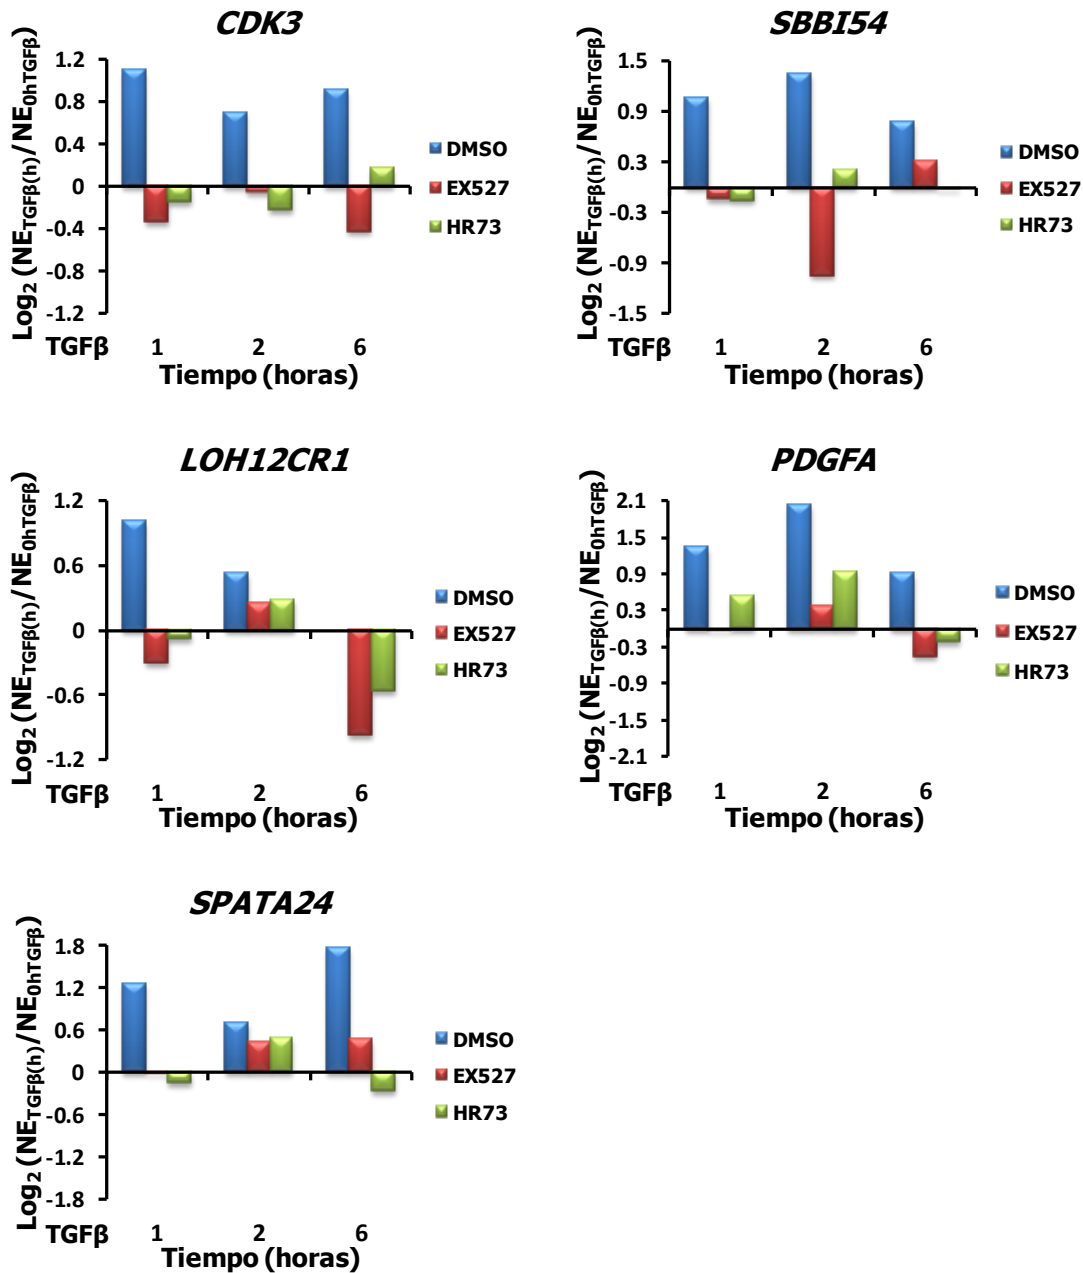 CDK3
Log2 (NETGFβ(h)/NE0hTGFβ)
1.2
0.8
0.4
0
-0.4
-0.8
-1.2
DMSO
EX527
HR73
TGFβ 1 2 6
Tiempo (horas)
SBBI54
Log2 (NETGFβ(h)/NE0hTGFβ)
1.5
0.9
0.3
-0.3
-0.9
-1.5
DMSO
EX527
HR73
TGFβ 1 2 6
Tiempo (horas)
LOH12CR1
Log2 (NETGFβ(h)/NE0hTGFβ)
1.2
0.6
0
-0.6
-1.2
DMSO
EX527
HR73
TGFβ 1 2 6
Tiempo (horas)
PDGFA
Log2 (NETGFβ(h)/NE0hTGFβ)
2.1
1.5
0.9
0.3
-0.3
-0.9
-1.5
-2.1
DMSO
EX527
HR73
TGFβ 1 2 6
Tiempo (horas)
SPATA24
Log2 (NETGFβ(h)/NE0hTGFβ)
1.8
1.2
0.6
0
-0.6
-1.2
-1.8
DMSO
EX527
HR73
TGFβ 1 2 6
Tiempo (horas)